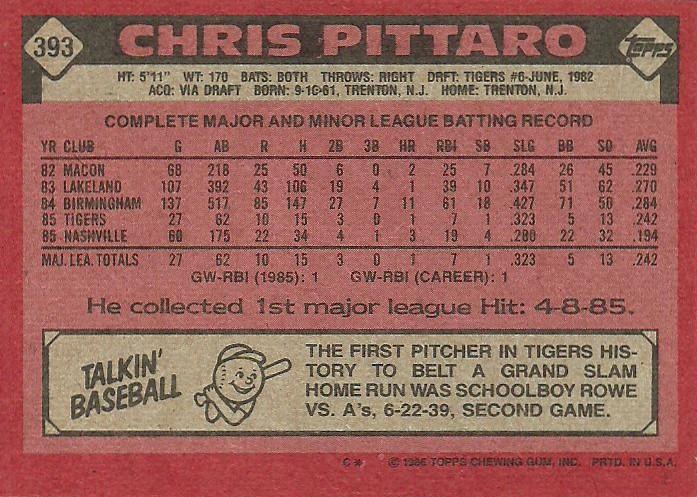 393 CHRIS PITTARO Topps
HT: 5'11" WT: 170 BATS: BOTH THROWS: RIGHT DRFT: TIGERS #6-JUNE, 1982
ACQ: VIA DRAFT BORN: 9-16-61, TRENTON, N.J. HOME: TRENTON, N.J.
COMPLETE MAJOR AND MINOR LEAGUE BATTING RECORD
YR CLUB G AB R H 2B 3B HR RBI SB SLG BB SO AVG
82 MACON 68 218 25 50 6 0 2 25 7 .284 26 45 .229
83 LAKELAND 107 392 43 106 19 4 1 39 10 .347 51 62 .270
84 BIRMINGHAM 137 517 85 147 27 7 11 61 18 .427 71 50 .284
85 TIGERS 27 62 10 15 3 0 1 7 1 .323 5 13 .242
85 NASHVILLE 60 175 22 34 4 1 3 19 4 .280 22 32 .194
MAJ. LEA. TOTALS 27 62 10 15 3 0 1 7 1 .323 5 13 .242
GW-RBI (1985): 1 GW-RBI (CAREER): 1
He collected 1st major league Hit: 4-8-85.
TALKIN' BASEBALL
THE FIRST PITCHER IN TIGERS HIS-
TORY TO BELT A GRAND SLAM
HOME RUN WAS SCHOOLBOY ROWE
VS. A's, 6-22-39, SECOND GAME.
C* © 1986 TOPPS CHEWING GUM, INC. PRTD. IN U.S.A.